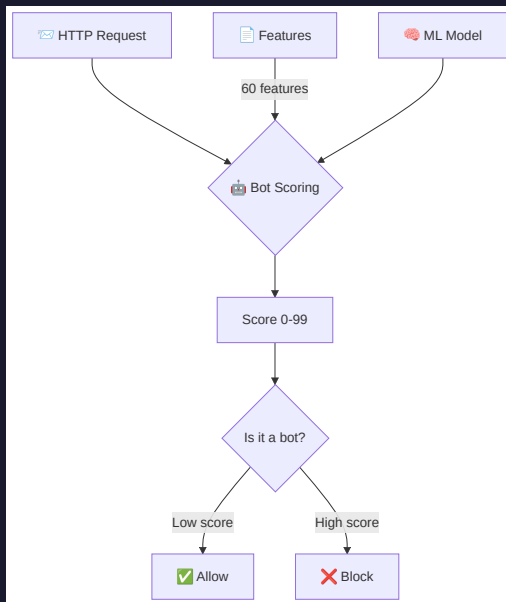 📨 HTTP Request
📄 Features
🧠 ML Model
60 features
🤖 Bot Scoring
Score 0-99
Is it a bot?
Low score
High score
✅ Allow
❌ Block